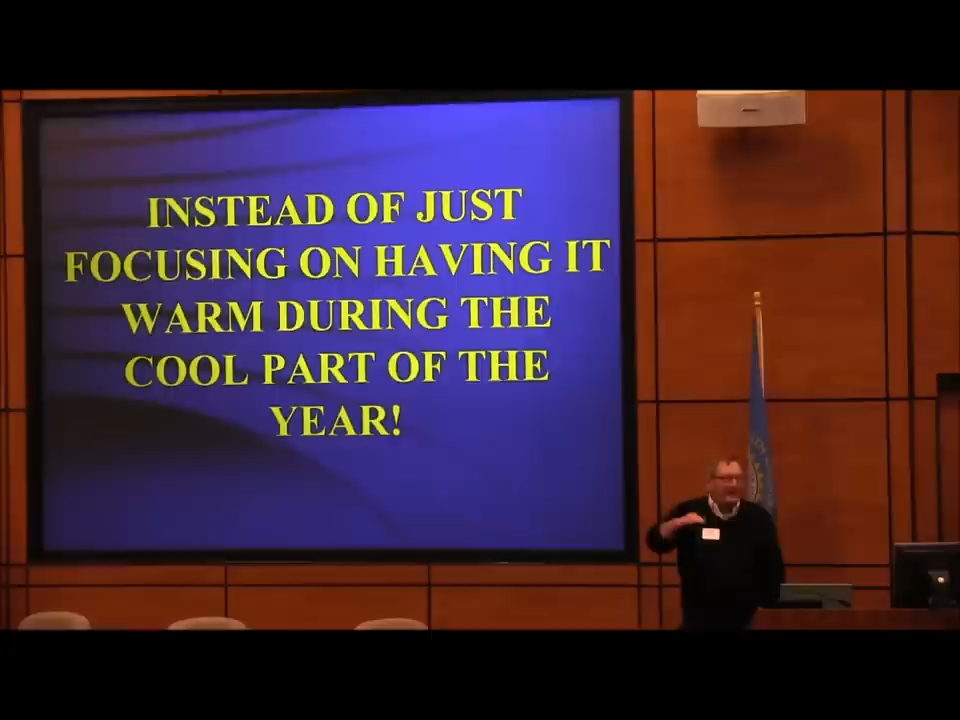 INSTEAD OF JUST
FOCUSING ON HAVING IT
WARM DURING THE
COOL PART OF THE
YEAR!